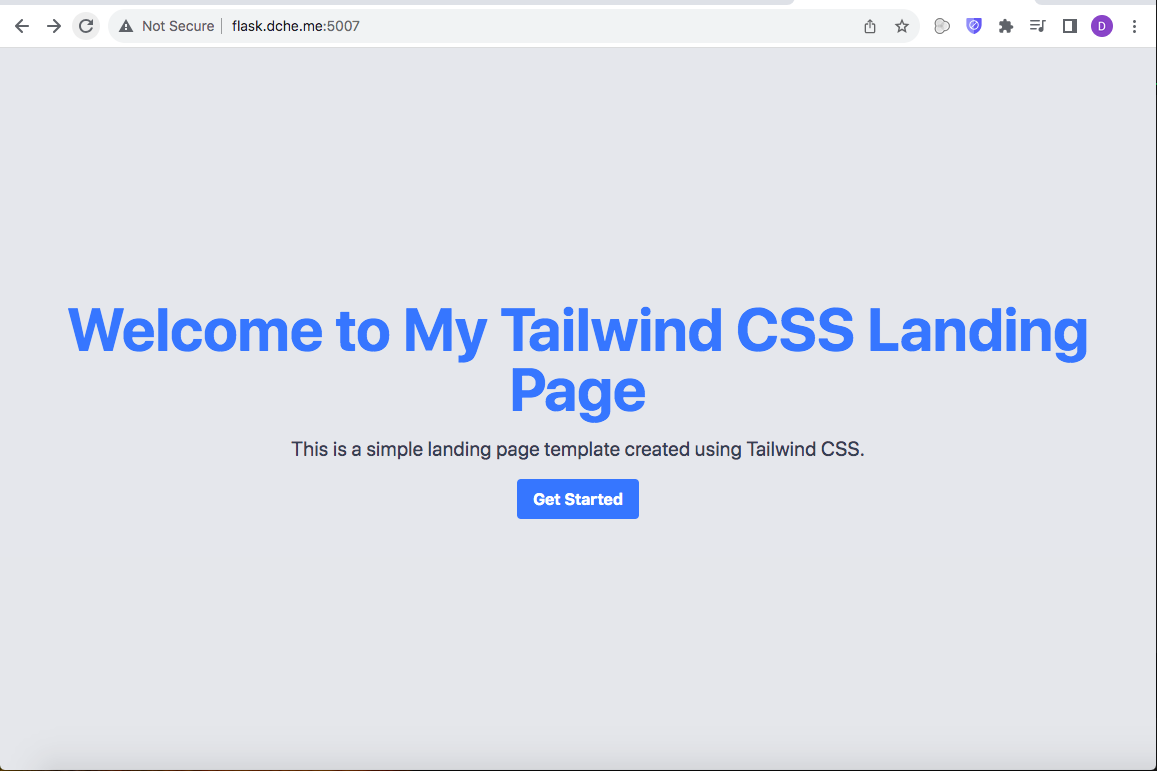 Not Secure | flask.dche.me:5007
D
Welcome to My Tailwind CSS Landing
Page
This is a simple landing page template created using Tailwind CSS.
Get Started